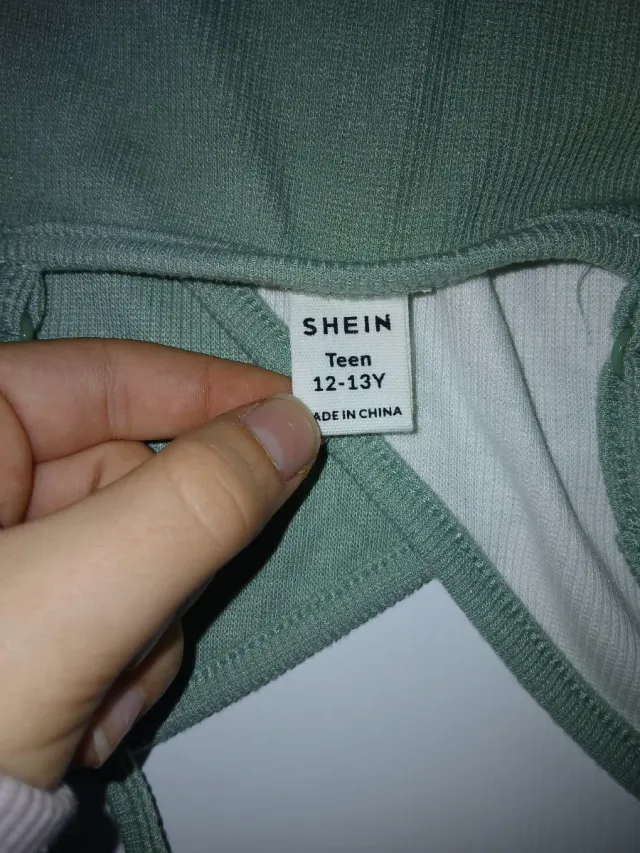 SHEIN
Teen
12-13Y
ADE IN CHINA